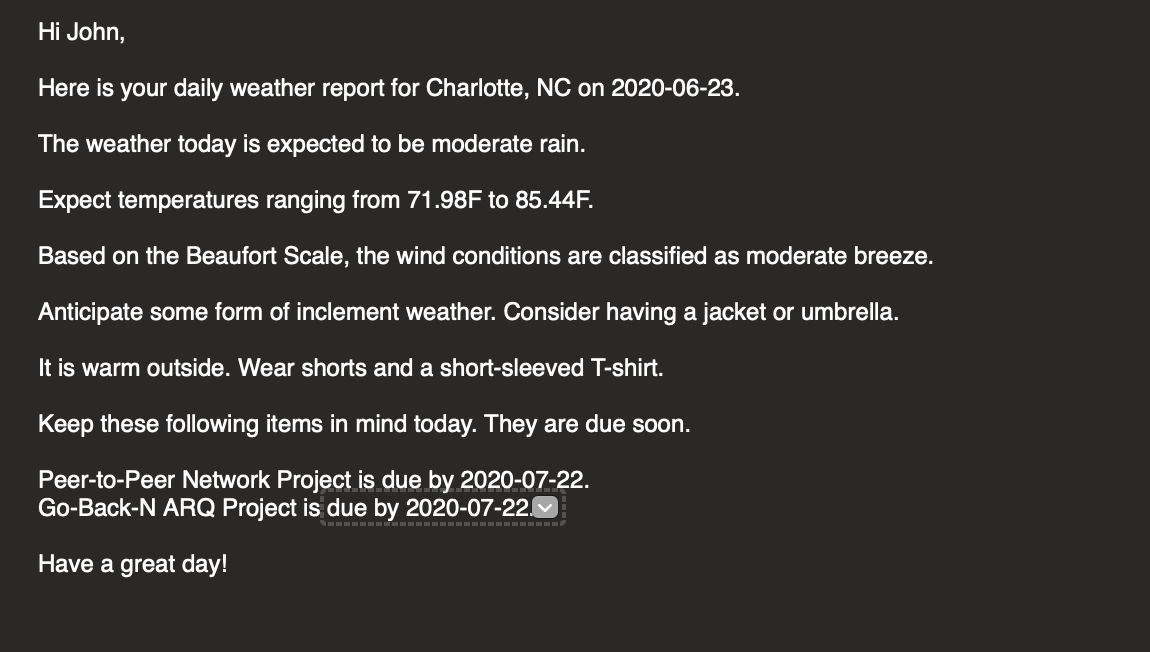 Hi John,
Here is your daily weather report for Charlotte, NC on 2020-06-23.
The weather today is expected to be moderate rain.
Expect temperatures ranging from 71.98F to 85.44F.
Based on the Beaufort Scale, the wind conditions are classified as moderate breeze.
Anticipate some form of inclement weather. Consider having a jacket or umbrella.
It is warm outside. Wear shorts and a short-sleeved T-shirt.
Keep these following items in mind today. They are due soon.
Peer-to-Peer Network Project is due by 2020-07-22.
Go-Back-N ARQ Project is due by 2020-07-22.
Have a great day!